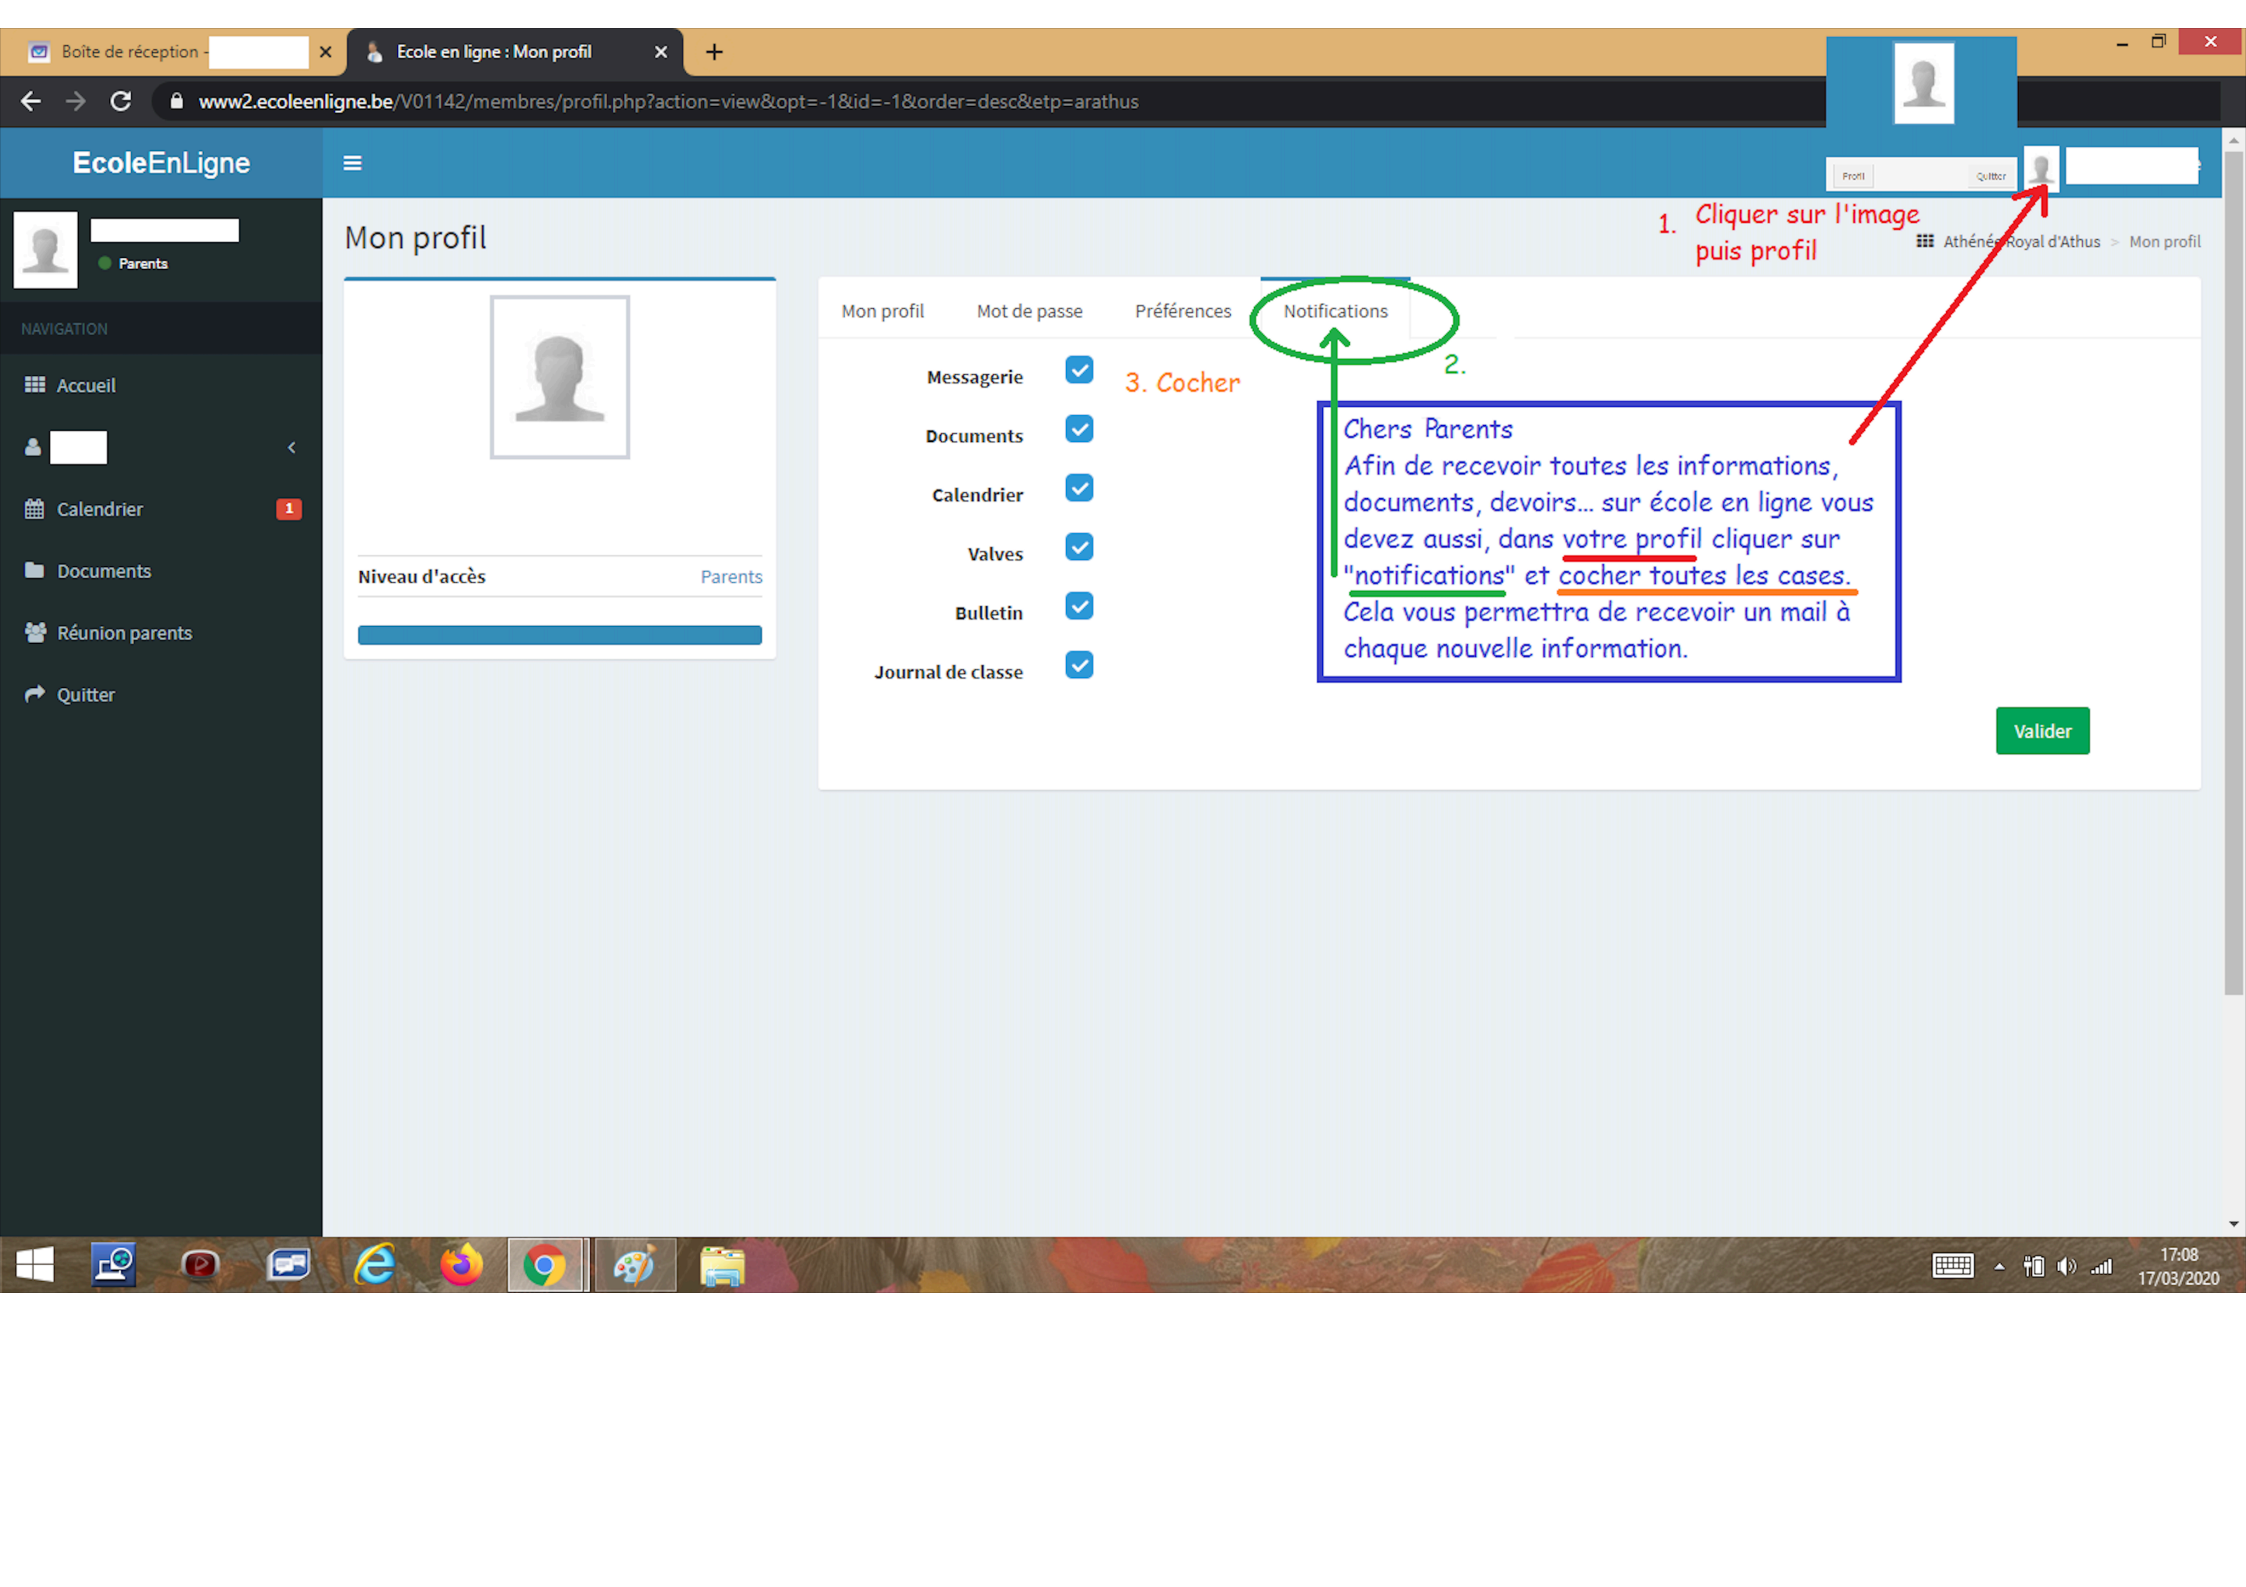 Boîte de réception -
Ecole en ligne : Mon profil
www2.ecoleenligne.be/V01142/membres/profil.php?action=view&opt=-1&id=-1&order=desc&etp=arathus
EcoleEnLigne
Profil
Quitter
Parents
Mon profil
1. Cliquer sur l'image
puis profil
Athénée Royal d'Athus > Mon profil
NAVIGATION
Accueil
Calendrier 1
Documents
Réunion parents
Quitter
Niveau d'accès Parents
Mon profil Mot de passe Préférences Notifications
2.
Messagerie
3. Cocher
Documents
Calendrier
Valves
Bulletin
Journal de classe
Chers Parents
Afin de recevoir toutes les informations,
documents, devoirs... sur école en ligne vous
devez aussi, dans votre profil cliquer sur
"notifications" et cocher toutes les cases.
Cela vous permettra de recevoir un mail à
chaque nouvelle information.
Valider
17:08
17/03/2020